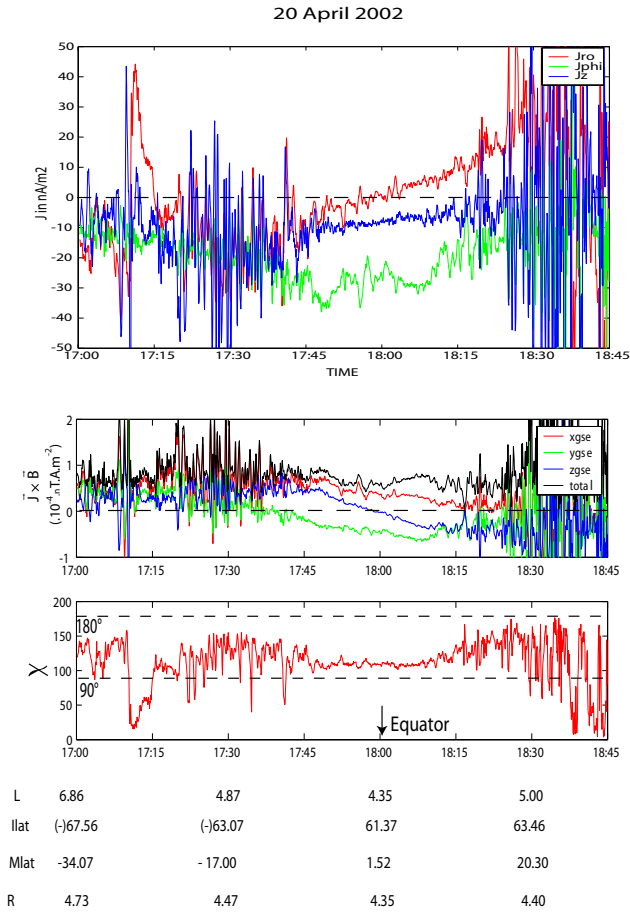 20 April 2002
50
40
30
20
10
0
-10
-20
-30
-40
-50
J in nA/m2
Jro
Jphi
Jz
17:00 17:15 17:30 17:45 18:00 18:15 18:30 18:45
TIME
2
1
0
-1
J × B
(.10⁻⁴.n T.A.m⁻²)
xgse
ygse
zgse
total
17:00 17:15 17:30 17:45 18:00 18:15 18:30 18:45
200
150
100
50
0
χ
180°
90°
Equator
17:00 17:15 17:30 17:45 18:00 18:15 18:30 18:45
L 6.86 4.87 4.35 5.00
Ilat (-)67.56 (-)63.07 61.37 63.46
Mlat -34.07 - 17.00 1.52 20.30
R 4.73 4.47 4.35 4.40